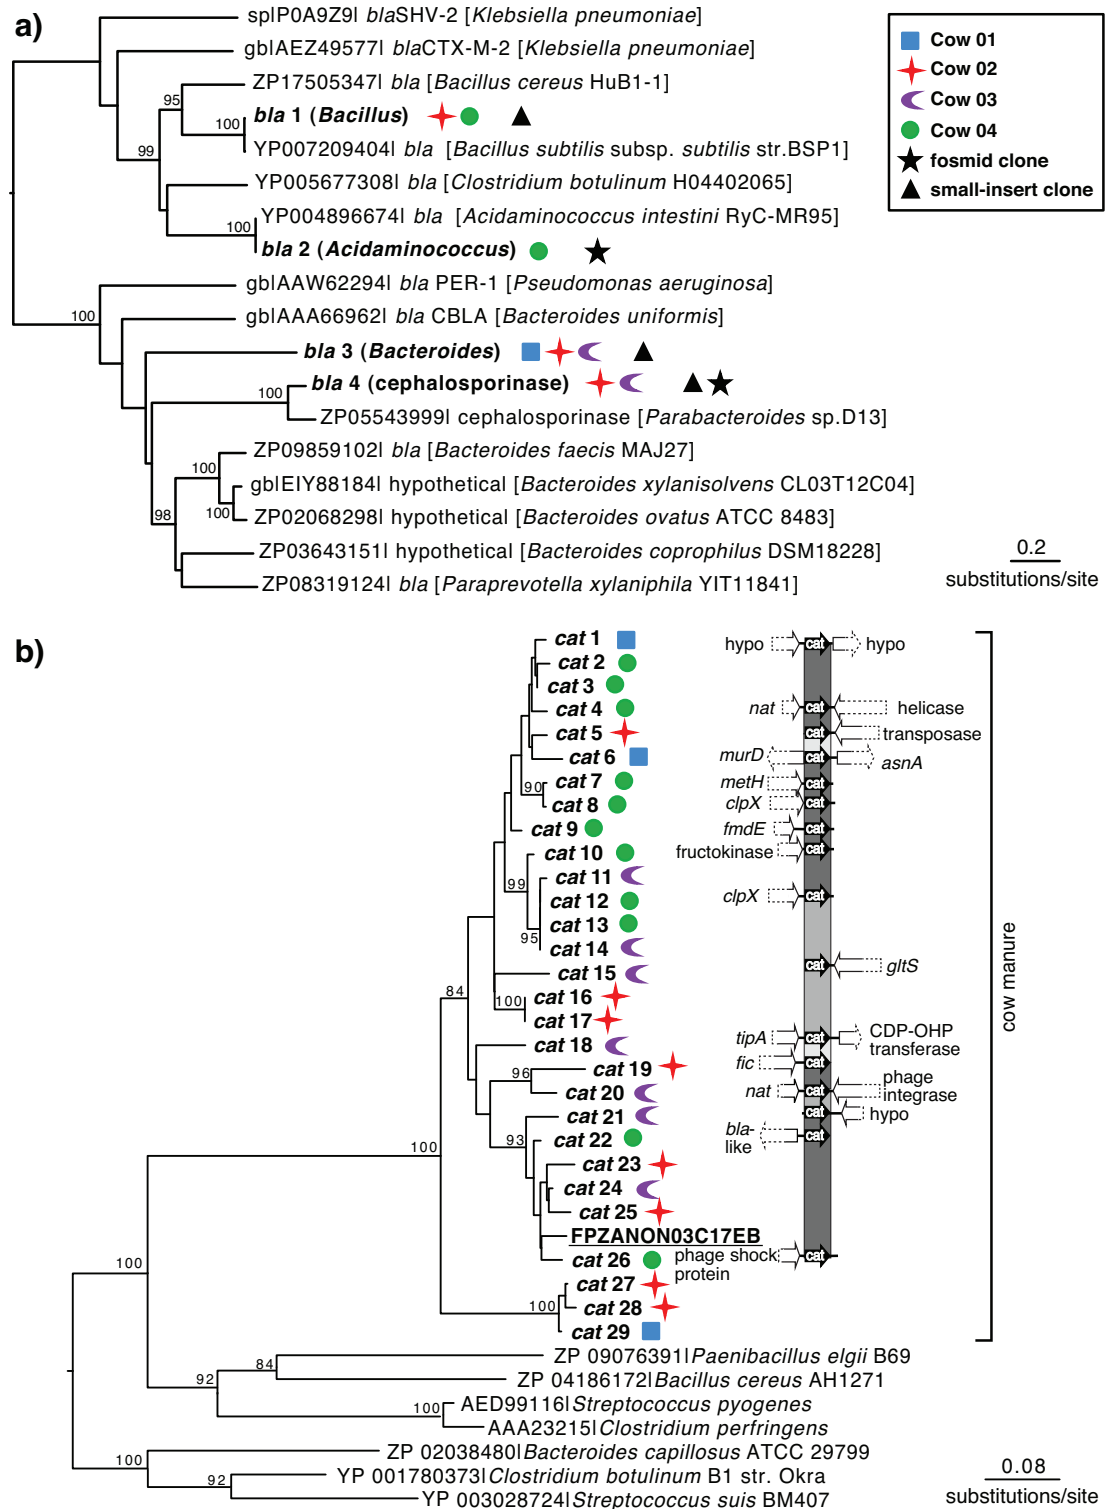 a)
sp|P0A9Z9| blaSHV-2 [Klebsiella pneumoniae]
gb|AEZ49577| blaCTX-M-2 [Klebsiella pneumoniae]
ZP17505347| bla [Bacillus cereus HuB1-1]
95
bla 1 (Bacillus)
100
YP007209404| bla [Bacillus subtilis subsp. subtilis str.BSP1]
99
YP005677308| bla [Clostridium botulinum H04402065]
YP004896674| bla [Acidaminococcus intestini RyC-MR95]
100
bla 2 (Acidaminococcus)
gb|AAW62294| bla PER-1 [Pseudomonas aeruginosa]
100
gb|AAA66962| bla CBLA [Bacteroides uniformis]
bla 3 (Bacteroides)
bla 4 (cephalosporinase)
100
ZP05543999| cephalosporinase [Parabacteroides sp.D13]
ZP09859102| bla [Bacteroides faecis MAJ27]
100
gb|EIY88184| hypothetical [Bacteroides xylanisolvens CL03T12C04]
100
ZP02068298| hypothetical [Bacteroides ovatus ATCC 8483]
98
ZP03643151| hypothetical [Bacteroides coprophilus DSM18228]
ZP08319124| bla [Paraprevotella xylaniphila YIT11841]
Cow 01
Cow 02
Cow 03
Cow 04
fosmid clone
small-insert clone
0.2
substitutions/site
b)
cat 1
cat 2
cat 3
cat 4
cat 5
cat 6
cat 7
90
cat 8
cat 9
cat 10
cat 11
99
cat 12
cat 13
95
cat 14
cat 15
84
cat 16
100
cat 17
cat 18
cat 19
96
cat 20
cat 21
cat 22
93
cat 23
cat 24
cat 25
FPZANON03C17EB
cat 26
cat 27
cat 28
100
cat 29
100
100
hypo cat hypo
nat cat helicase
cat transposase
murD cat asnA
metH cat
clpX cat
fmdE cat
fructokinase cat
clpX cat
cat gltS
tipA cat CDP-OHP
transferase
fic cat
nat cat phage
integrase
cat hypo
bla-
like cat
phage shock cat
protein
cow manure
ZP 09076391|Paenibacillus elgii B69
84
ZP 04186172|Bacillus cereus AH1271
92
AED99116|Streptococcus pyogenes
100
AAA23215|Clostridium perfringens
ZP 02038480|Bacteroides capillosus ATCC 29799
100
YP 001780373|Clostridium botulinum B1 str. Okra
92
YP 003028724|Streptococcus suis BM407
0.08
substitutions/site